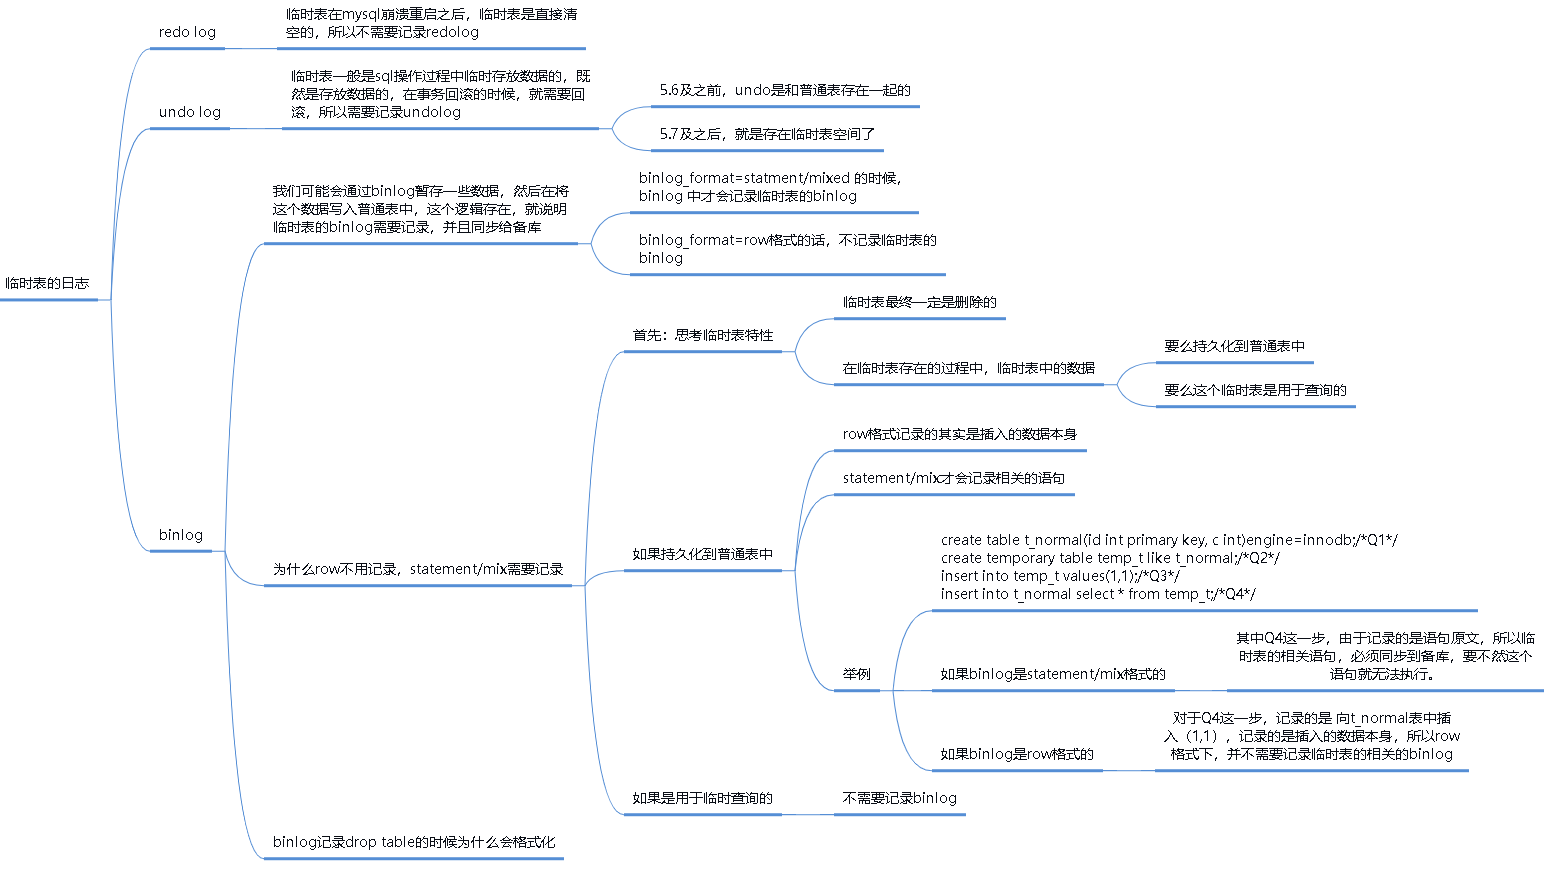 临时表的日志
redo log
临时表在mysql崩溃重启之后，临时表是直接清
空的，所以不需要记录redolog
undo log
临时表一般是sql操作过程中临时存放数据的，既
然是存放数据的，在事务回滚的时候，就需要回
滚，所以需要记录undolog
5.6及之前，undo是和普通表存在一起的
5.7及之后，就是存在临时表空间了
binlog
我们可能会通过binlog暂存一些数据，然后在将
这个数据写入普通表中，这个逻辑存在，就说明
临时表的binlog需要记录，并且同步给备库
binlog_format=statment/mixed 的时候，
binlog 中才会记录临时表的binlog
binlog_format=row格式的话，不记录临时表的
binlog
为什么row不用记录，statement/mix需要记录
首先：思考临时表特性
临时表最终一定是删除的
在临时表存在的过程中，临时表中的数据
要么持久化到普通表中
要么这个临时表是用于查询的
如果持久化到普通表中
row格式记录的其实是插入的数据本身
statement/mix才会记录相关的语句
举例
create table t_normal(id int primary key, c int)engine=innodb;/*Q1*/
create temporary table temp_t like t_normal;/*Q2*/
insert into temp_t values(1,1);/*Q3*/
insert into t_normal select * from temp_t;/*Q4*/
如果binlog是statement/mix格式的
其中Q4这一步，由于记录的是语句原文，所以临
时表的相关语句，必须同步到备库，要不然这个
语句就无法执行。
如果binlog是row格式的
对于Q4这一步，记录的是 向t_normal表中插
入（1,1），记录的是插入的数据本身，所以row
格式下，并不需要记录临时表的相关的binlog
如果是用于临时查询的
不需要记录binlog
binlog记录drop table的时候为什么会格式化